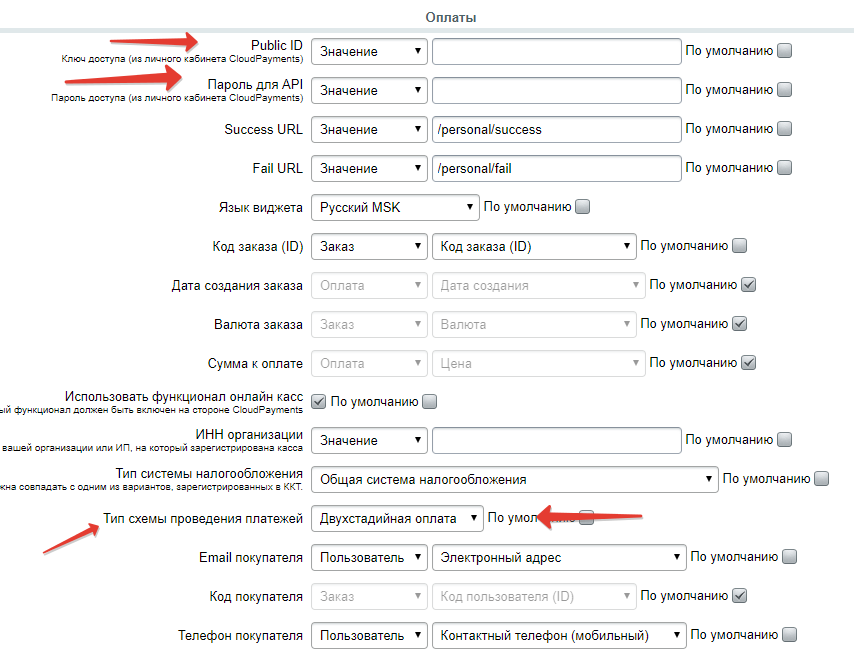 Оплаты
Public ID Значение По умолчанию
Ключ доступа (из личного кабинета CloudPayments)
Пароль для API Значение По умолчанию
Пароль доступа (из личного кабинета CloudPayments)
Success URL Значение /personal/success По умолчанию
Fail URL Значение /personal/fail По умолчанию
Язык виджета Русский MSK По умолчанию
Код заказа (ID) Заказ Код заказа (ID) По умолчанию
Дата создания заказа Оплата Дата создания По умолчанию
Валюта заказа Заказ Валюта По умолчанию
Сумма к оплате Оплата Цена По умолчанию
Использовать функционал онлайн касс По умолчанию
ый функционал должен быть включен на стороне CloudPayments
ИНН организации Значение По умолчанию
вашей организации или ИП, на который зарегистрирована касса
Тип системы налогообложения Общая система налогообложения По умолчанию
жна совпадать с одним из вариантов, зарегистрированных в ККТ.
Тип схемы проведения платежей Двухстадийная оплата По умол
Email покупателя Пользователь Электронный адрес По умолчанию
Код покупателя Заказ Код пользователя (ID) По умолчанию
Телефон покупателя Пользователь Контактный телефон (мобильный) По умолчанию